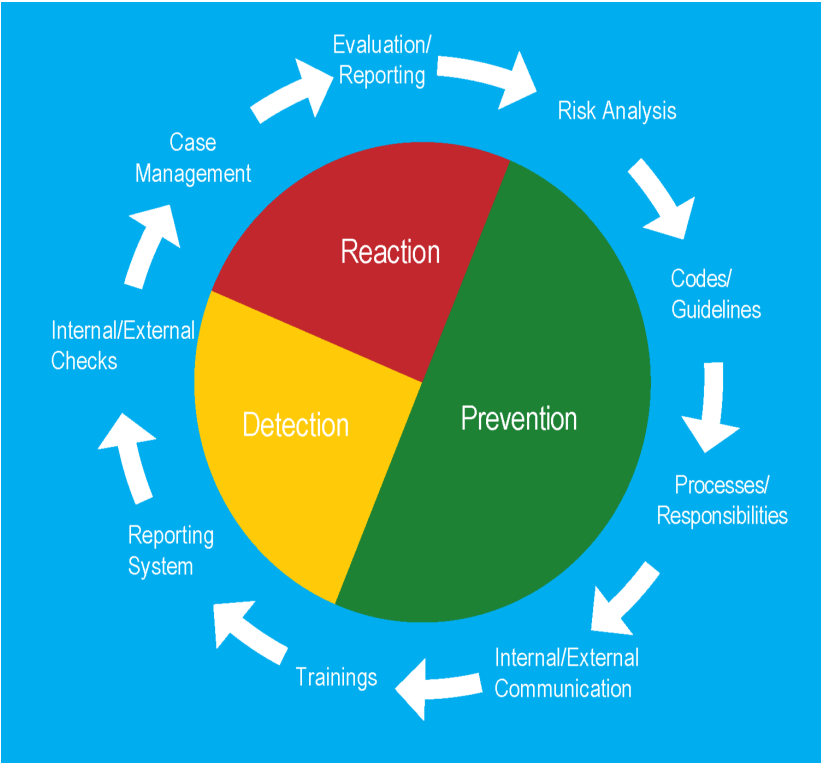 Evaluation/
Reporting
Risk Analysis
Codes/
Guidelines
Processes/
Responsibilities
Internal/External
Communication
Trainings
Reporting
System
Internal/External
Checks
Case
Management
Reaction
Prevention
Detection